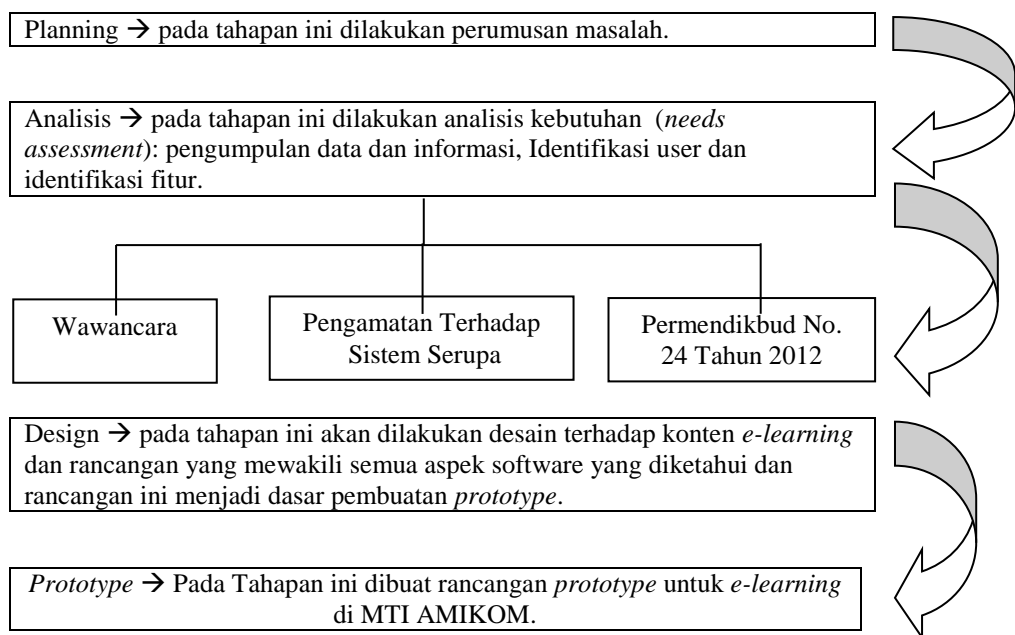 Planning → pada tahapan ini dilakukan perumusan masalah.
Analisis → pada tahapan ini dilakukan analisis kebutuhan (needs
assessment): pengumpulan data dan informasi, Identifikasi user dan
identifikasi fitur.
Wawancara
Pengamatan Terhadap
Sistem Serupa
Permendikbud No.
24 Tahun 2012
Design → pada tahapan ini akan dilakukan desain terhadap konten e-learning
dan rancangan yang mewakili semua aspek software yang diketahui dan
rancangan ini menjadi dasar pembuatan prototype.
Prototype → Pada Tahapan ini dibuat rancangan prototype untuk e-learning
di MTI AMIKOM.